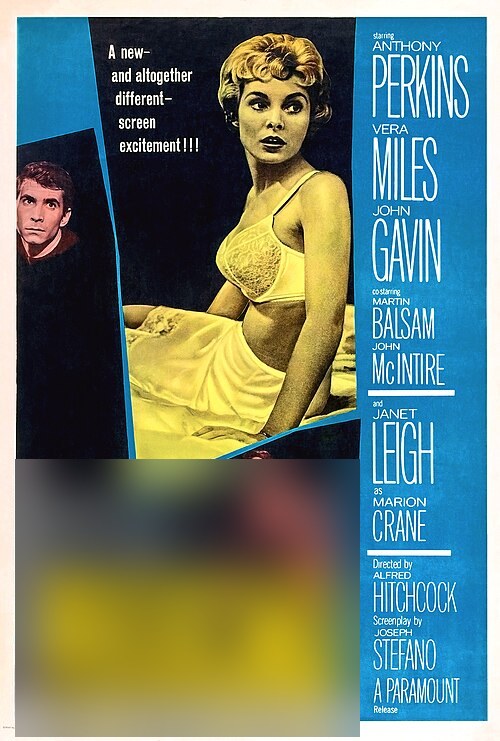 A new–
and altogether
different–
screen
excitement!!!
starring
ANTHONY
PERKINS
VERA
MILES
JOHN
GAVIN
co-starring
MARTIN
BALSAM
JOHN
McINTIRE
and
JANET
LEIGH
as
MARION
CRANE
Directed by
ALFRED
HITCHCOCK
Screenplay by
JOSEPH
STEFANO
A PARAMOUNT
Release